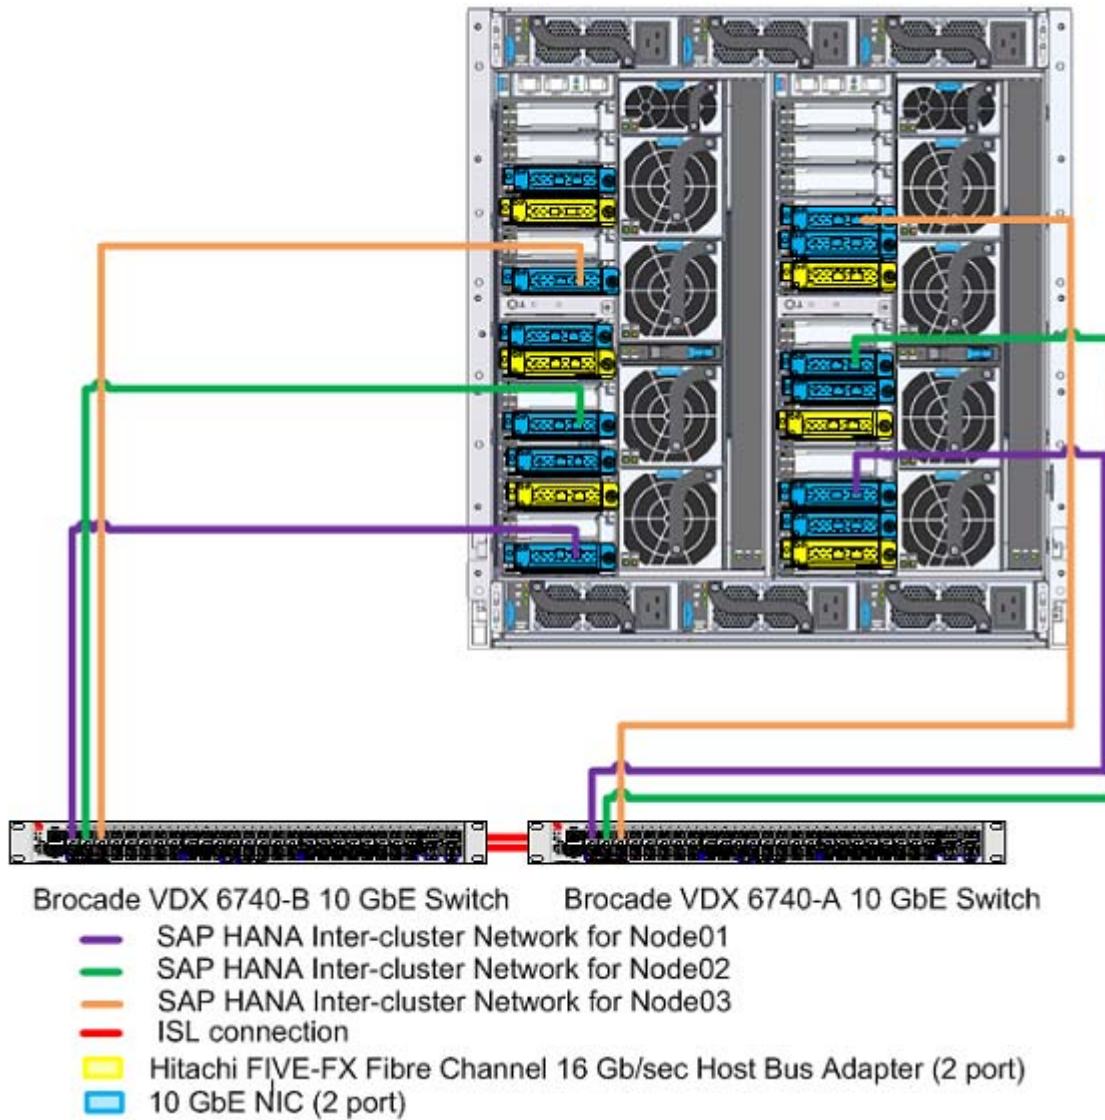 Brocade VDX 6740-B 10 GbE Switch
Brocade VDX 6740-A 10 GbE Switch
SAP HANA Inter-cluster Network for Node01
SAP HANA Inter-cluster Network for Node02
SAP HANA Inter-cluster Network for Node03
ISL connection
Hitachi FIVE-FX Fibre Channel 16 Gb/sec Host Bus Adapter (2 port)
10 GbE NIC (2 port)